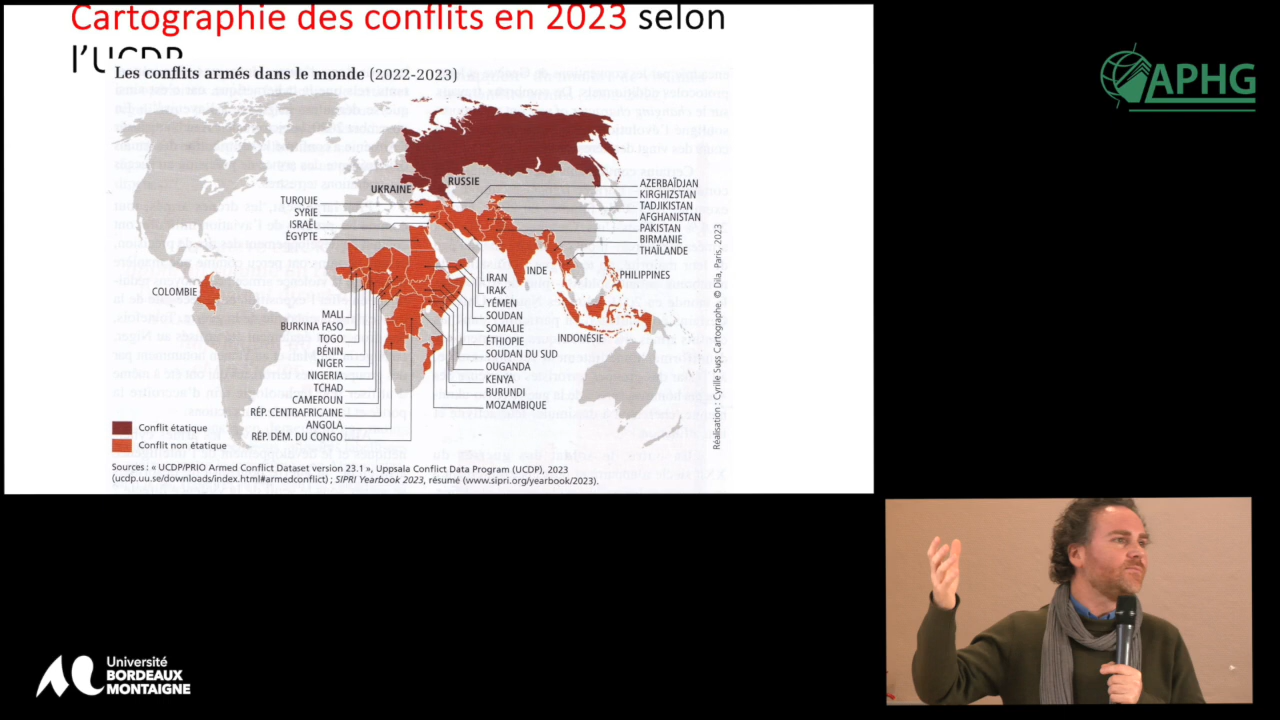 Cartographie des conflits en 2023 selon
l'UCDP
Les conflits armés dans le monde (2022-2023)
APHG
UKRAINE
RUSSIE
AZERBAÏDJAN
KIRGHIZSTAN
TADJIKISTAN
AFGHANISTAN
PAKISTAN
BIRMANIE
THAÏLANDE
TURQUIE
SYRIE
ISRAËL
ÉGYPTE
INDE
PHILIPPINES
COLOMBIE
INDONÉSIE
IRAN
IRAK
YÉMEN
SOUDAN
SOMALIE
ÉTHIOPIE
SOUDAN DU SUD
OUGANDA
KENYA
BURUNDI
MOZAMBIQUE
MALI
BURKINA FASO
TOGO
BÉNIN
NIGER
NIGERIA
TCHAD
CAMEROUN
RÉP. CENTRAFRICAINE
ANGOLA
RÉP. DÉM. DU CONGO
Conflit étatique
Conflit non étatique
Réalisation : Cyrille Suss Cartographe. © Dila, Paris, 2023
Sources : « UCDP/PRIO Armed Conflict Dataset version 23.1 », Uppsala Conflict Data Program (UCDP), 2023
(ucdp.uu.se/downloads/index.html#armedconflict) ; SIPRI Yearbook 2023, résumé (www.sipri.org/yearbook/2023).
Université
BORDEAUX
MONTAIGNE